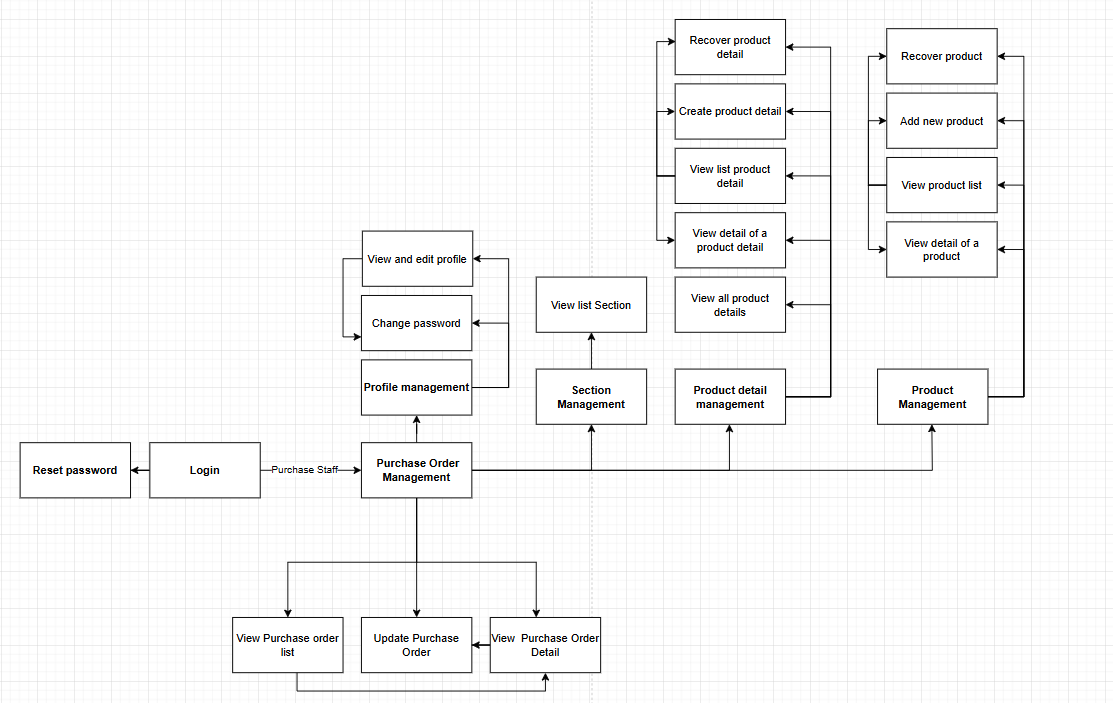 Recover product
detail
Create product detail
View list product
detail
View detail of a
product detail
View all product
details
Recover product
Add new product
View product list
View detail of a
product
View and edit profile
Change password
Profile management
View list Section
Section
Management
Product detail
management
Product
Management
Reset password
Login
Purchase Staff
Purchase Order
Management
View Purchase order
list
Update Purchase
Order
View  Purchase Order
Detail